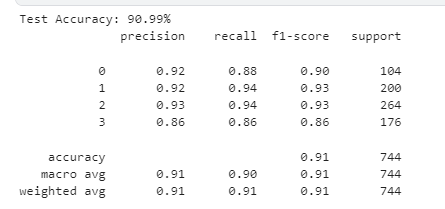 Test Accuracy: 90.99%
precision recall f1-score support
0 0.92 0.88 0.90 104
1 0.92 0.94 0.93 200
2 0.93 0.94 0.93 264
3 0.86 0.86 0.86 176
accuracy 0.91 744
macro avg 0.91 0.90 0.91 744
weighted avg 0.91 0.91 0.91 744